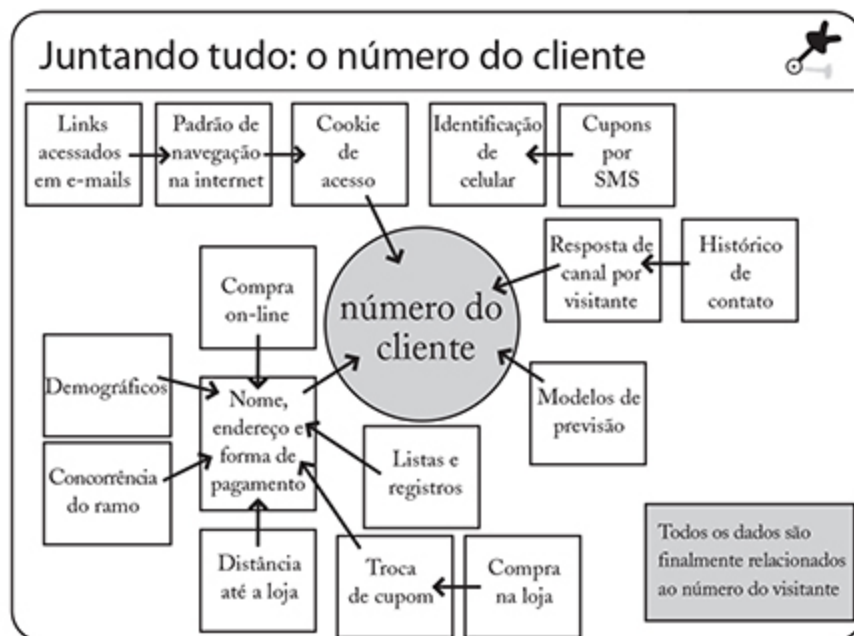 Juntando tudo: o número do cliente
Links
acessados
em e-mails
Padrão de
navegação
na internet
Cookie
de
acesso
Identificação
de
celular
Cupons
por
SMS
Resposta de
canal por
visitante
Histórico
de
contato
Compra
on-line
número do
cliente
Demográficos
Nome,
endereço e
forma de
pagamento
Modelos de
previsão
Concorrência
do ramo
Listas e
registros
Distância
até a loja
Troca
de cupom
Compra
na loja
Todos os dados são
finalmente relacionados
ao número do visitante